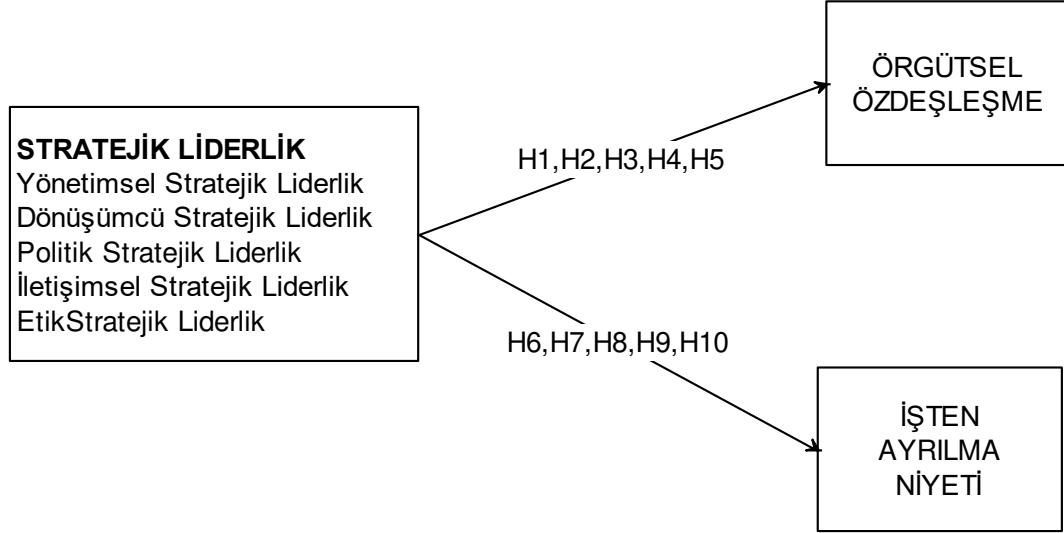 STRATEJİK LİDERLİK
Yönetimsel Stratejik Liderlik
Dönüşümcü Stratejik Liderlik
Politik Stratejik Liderlik
İletişimsel Stratejik Liderlik
EtikStratejik Liderlik
H1,H2,H3,H4,H5
ÖRGÜTSEL
ÖZDEŞLEŞME
H6,H7,H8,H9,H10
İŞTEN
AYRILMA
NİYETİ